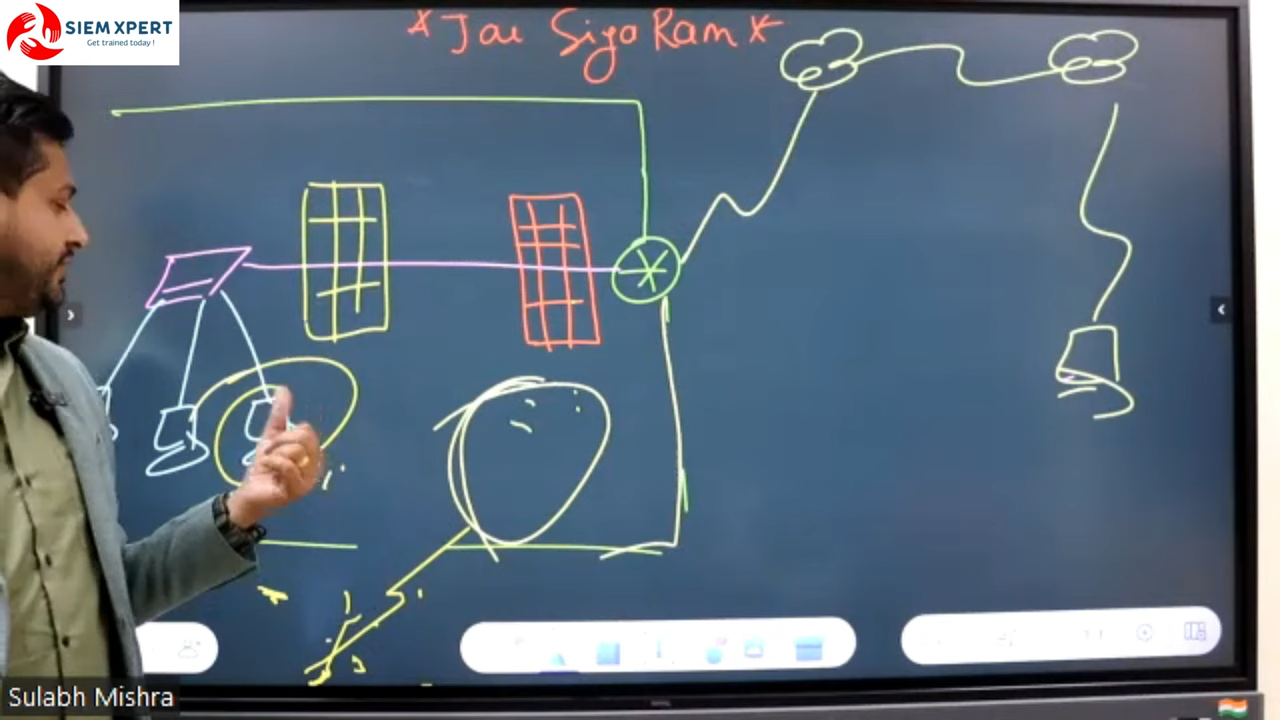 SIEM XPERT
Get trained today !
* Jai Siya Ram *
Sulabh Mishra